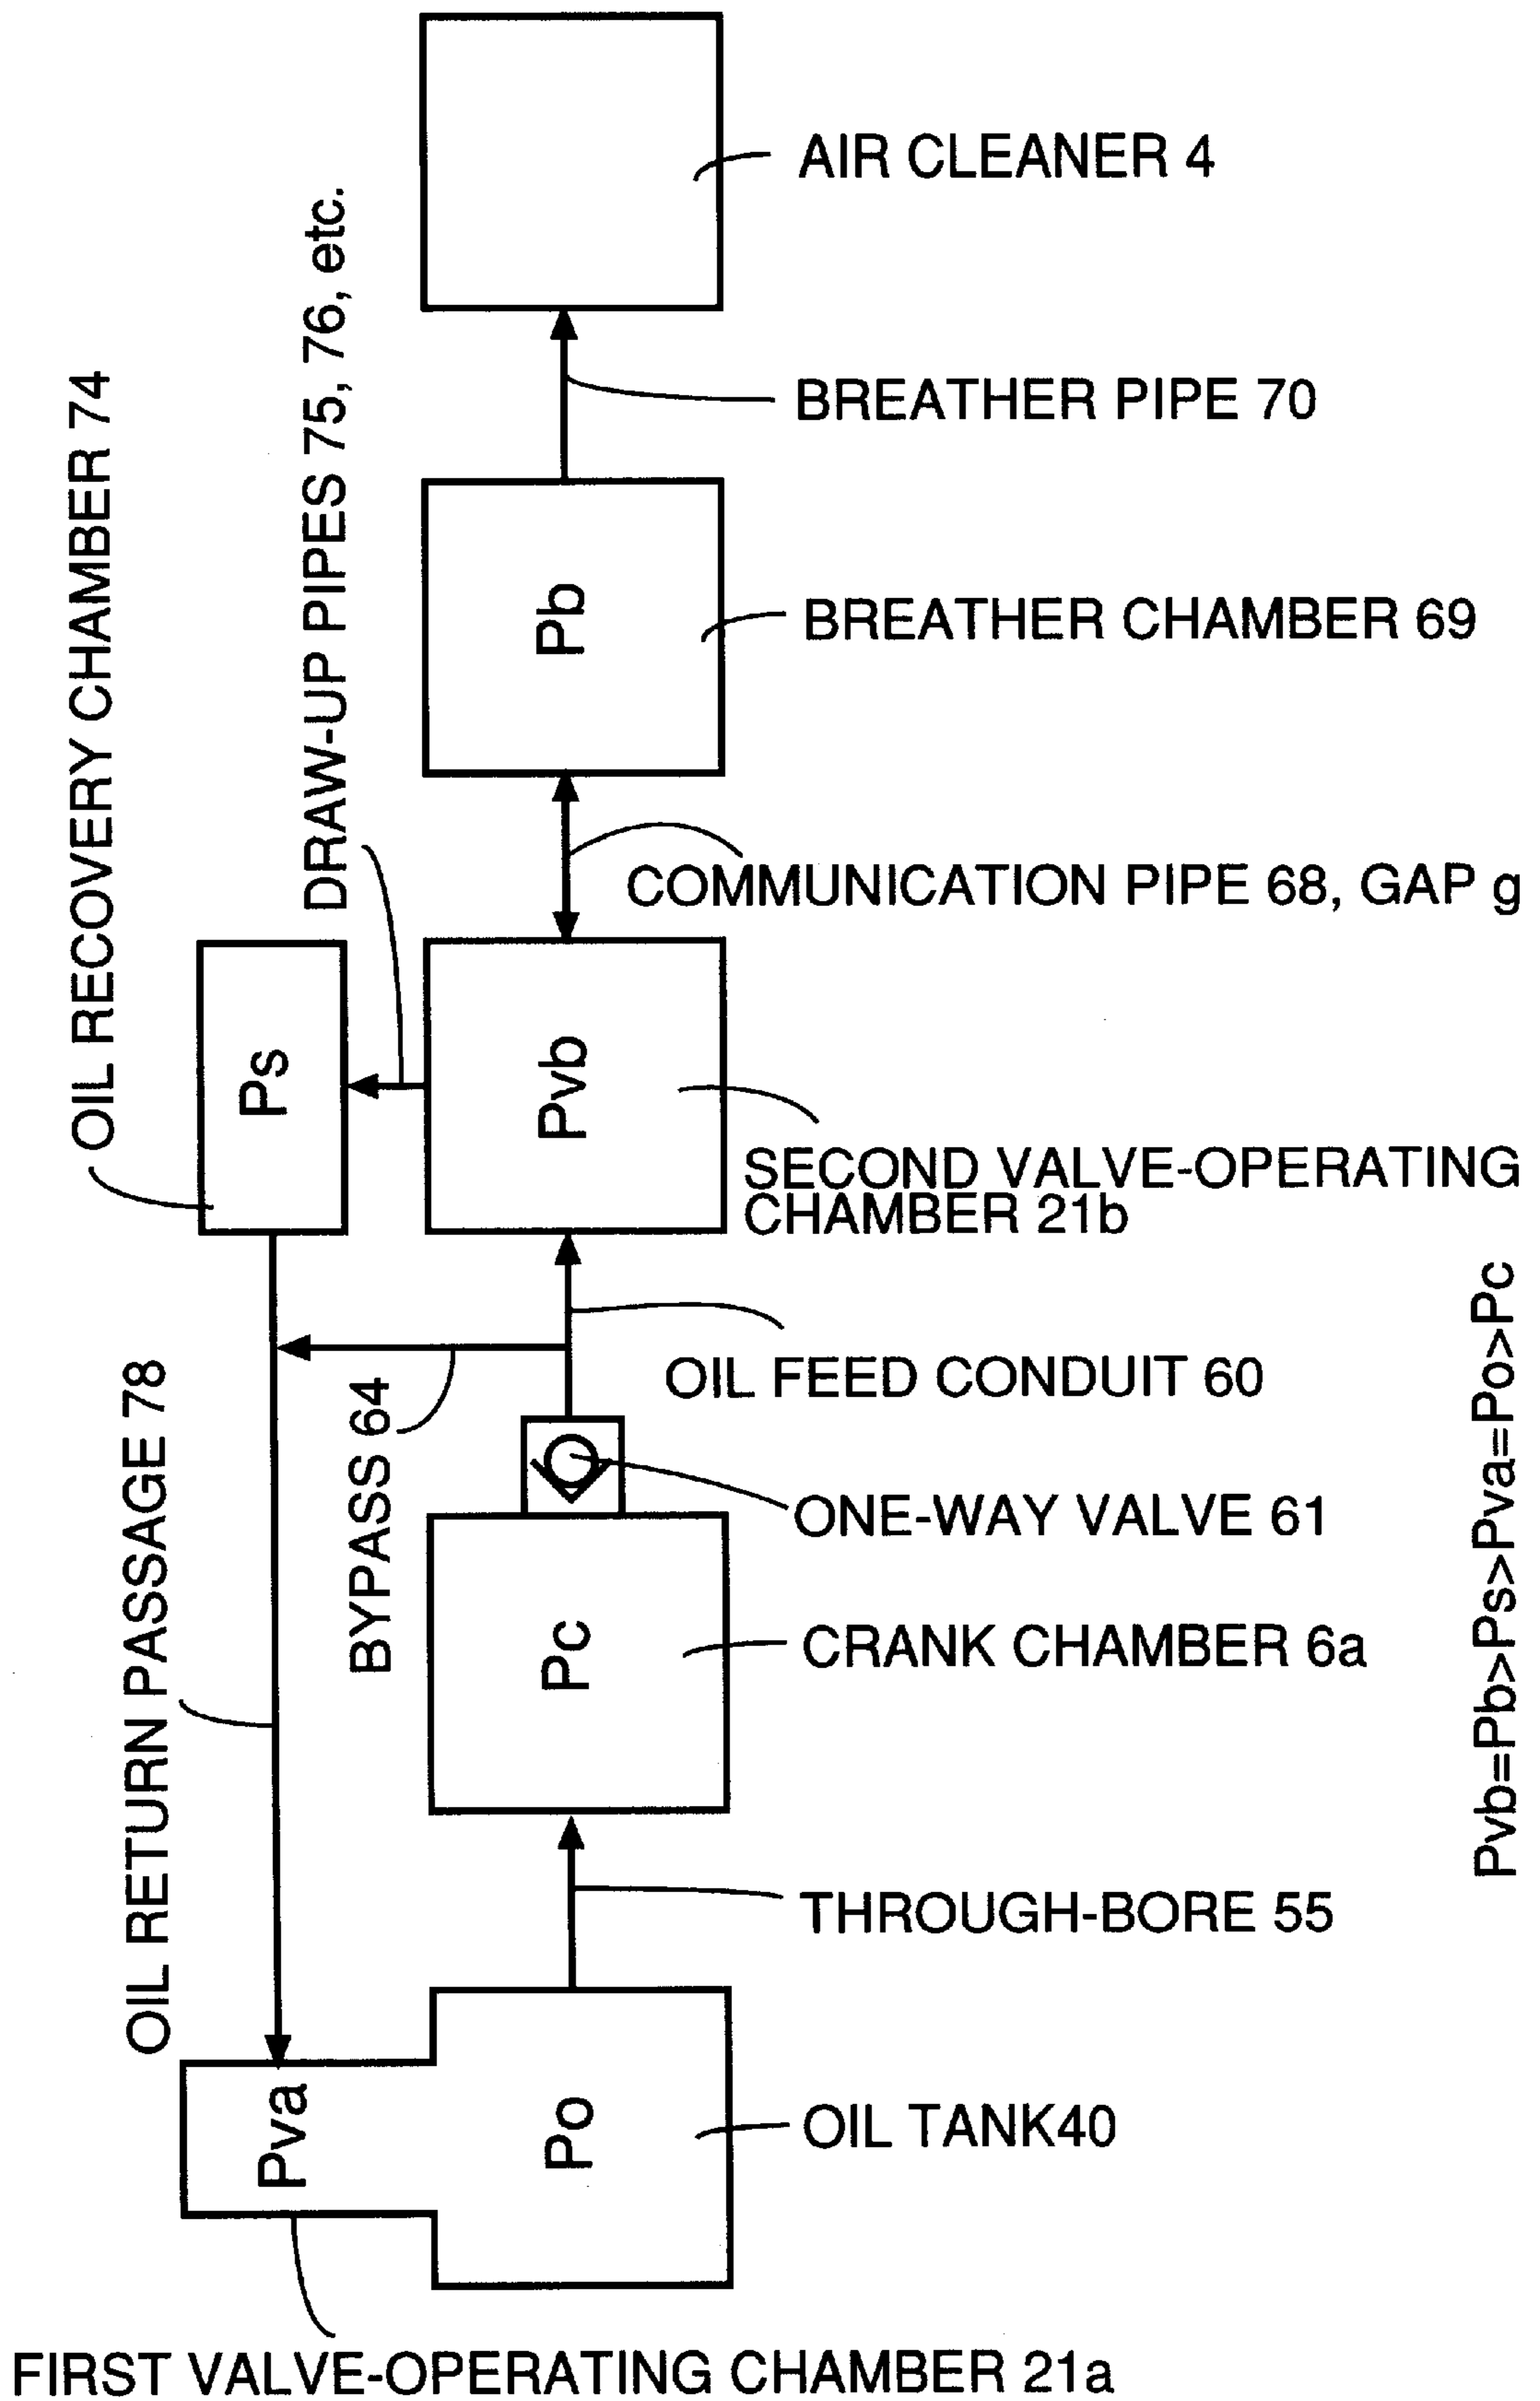 AIR CLEANER 4
DRAW-UP PIPES 75, 76, etc.
OIL RECOVERY CHAMBER 74
BREATHER PIPE 70
Pb
BREATHER CHAMBER 69
COMMUNICATION PIPE 68, GAP g
Ps
Pvb
SECOND VALVE-OPERATING
CHAMBER 21b
OIL FEED CONDUIT 60
BYPASS 64
OIL RETURN PASSAGE 78
ONE-WAY VALVE 61
Pc
CRANK CHAMBER 6a
Pvb=Pb>Ps>Pva=Po>Pc
THROUGH-BORE 55
Pva
Po
OIL TANK40
FIRST VALVE-OPERATING CHAMBER 21a